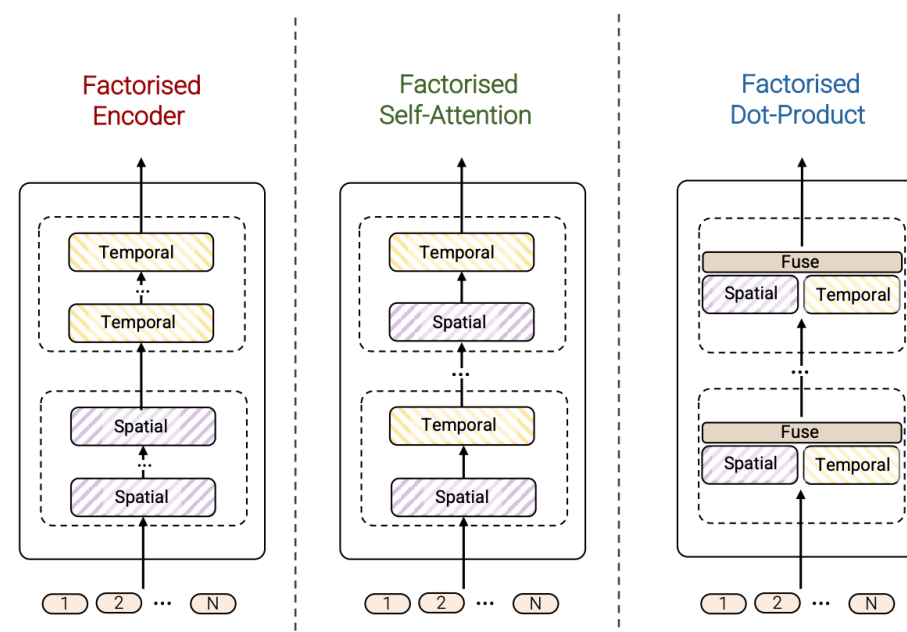 Factorised
Encoder
Temporal
...
Temporal
Spatial
...
Spatial
1 2 ... N
Factorised
Self-Attention
Temporal
Spatial
...
Temporal
Spatial
1 2 ... N
Factorised
Dot-Product
Fuse
Spatial Temporal
...
Fuse
Spatial Temporal
1 2 ... N